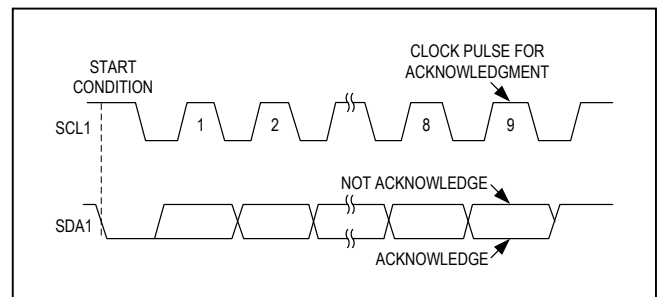 START
CONDITION
CLOCK PULSE FOR
ACKNOWLEDGMENT
SCL1
1
2
8
9
NOT ACKNOWLEDGE
SDA1
ACKNOWLEDGE